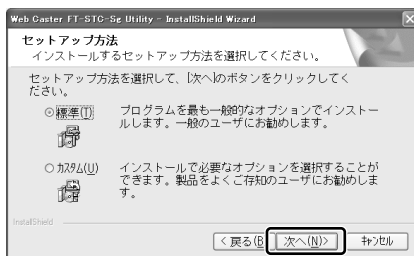 Web Caster FT-STC-Sg Utility - InstallShield Wizard
セットアップ方法
インストールするセットアップ方法を選択してください。
セットアップ方法を選択して、[次へ]のボタンをクリックしてく
ださい。
標準(T)
プログラムを最も一般的なオプションでインストー
ルします。一般のユーザにお勧めします。
カスタム(U)
インストールで必要なオプションを選択することが
できます。製品をよくご存知のユーザにお勧めしま
す。
InstallShield
< 戻る(B 次へ(N)> キャンセル